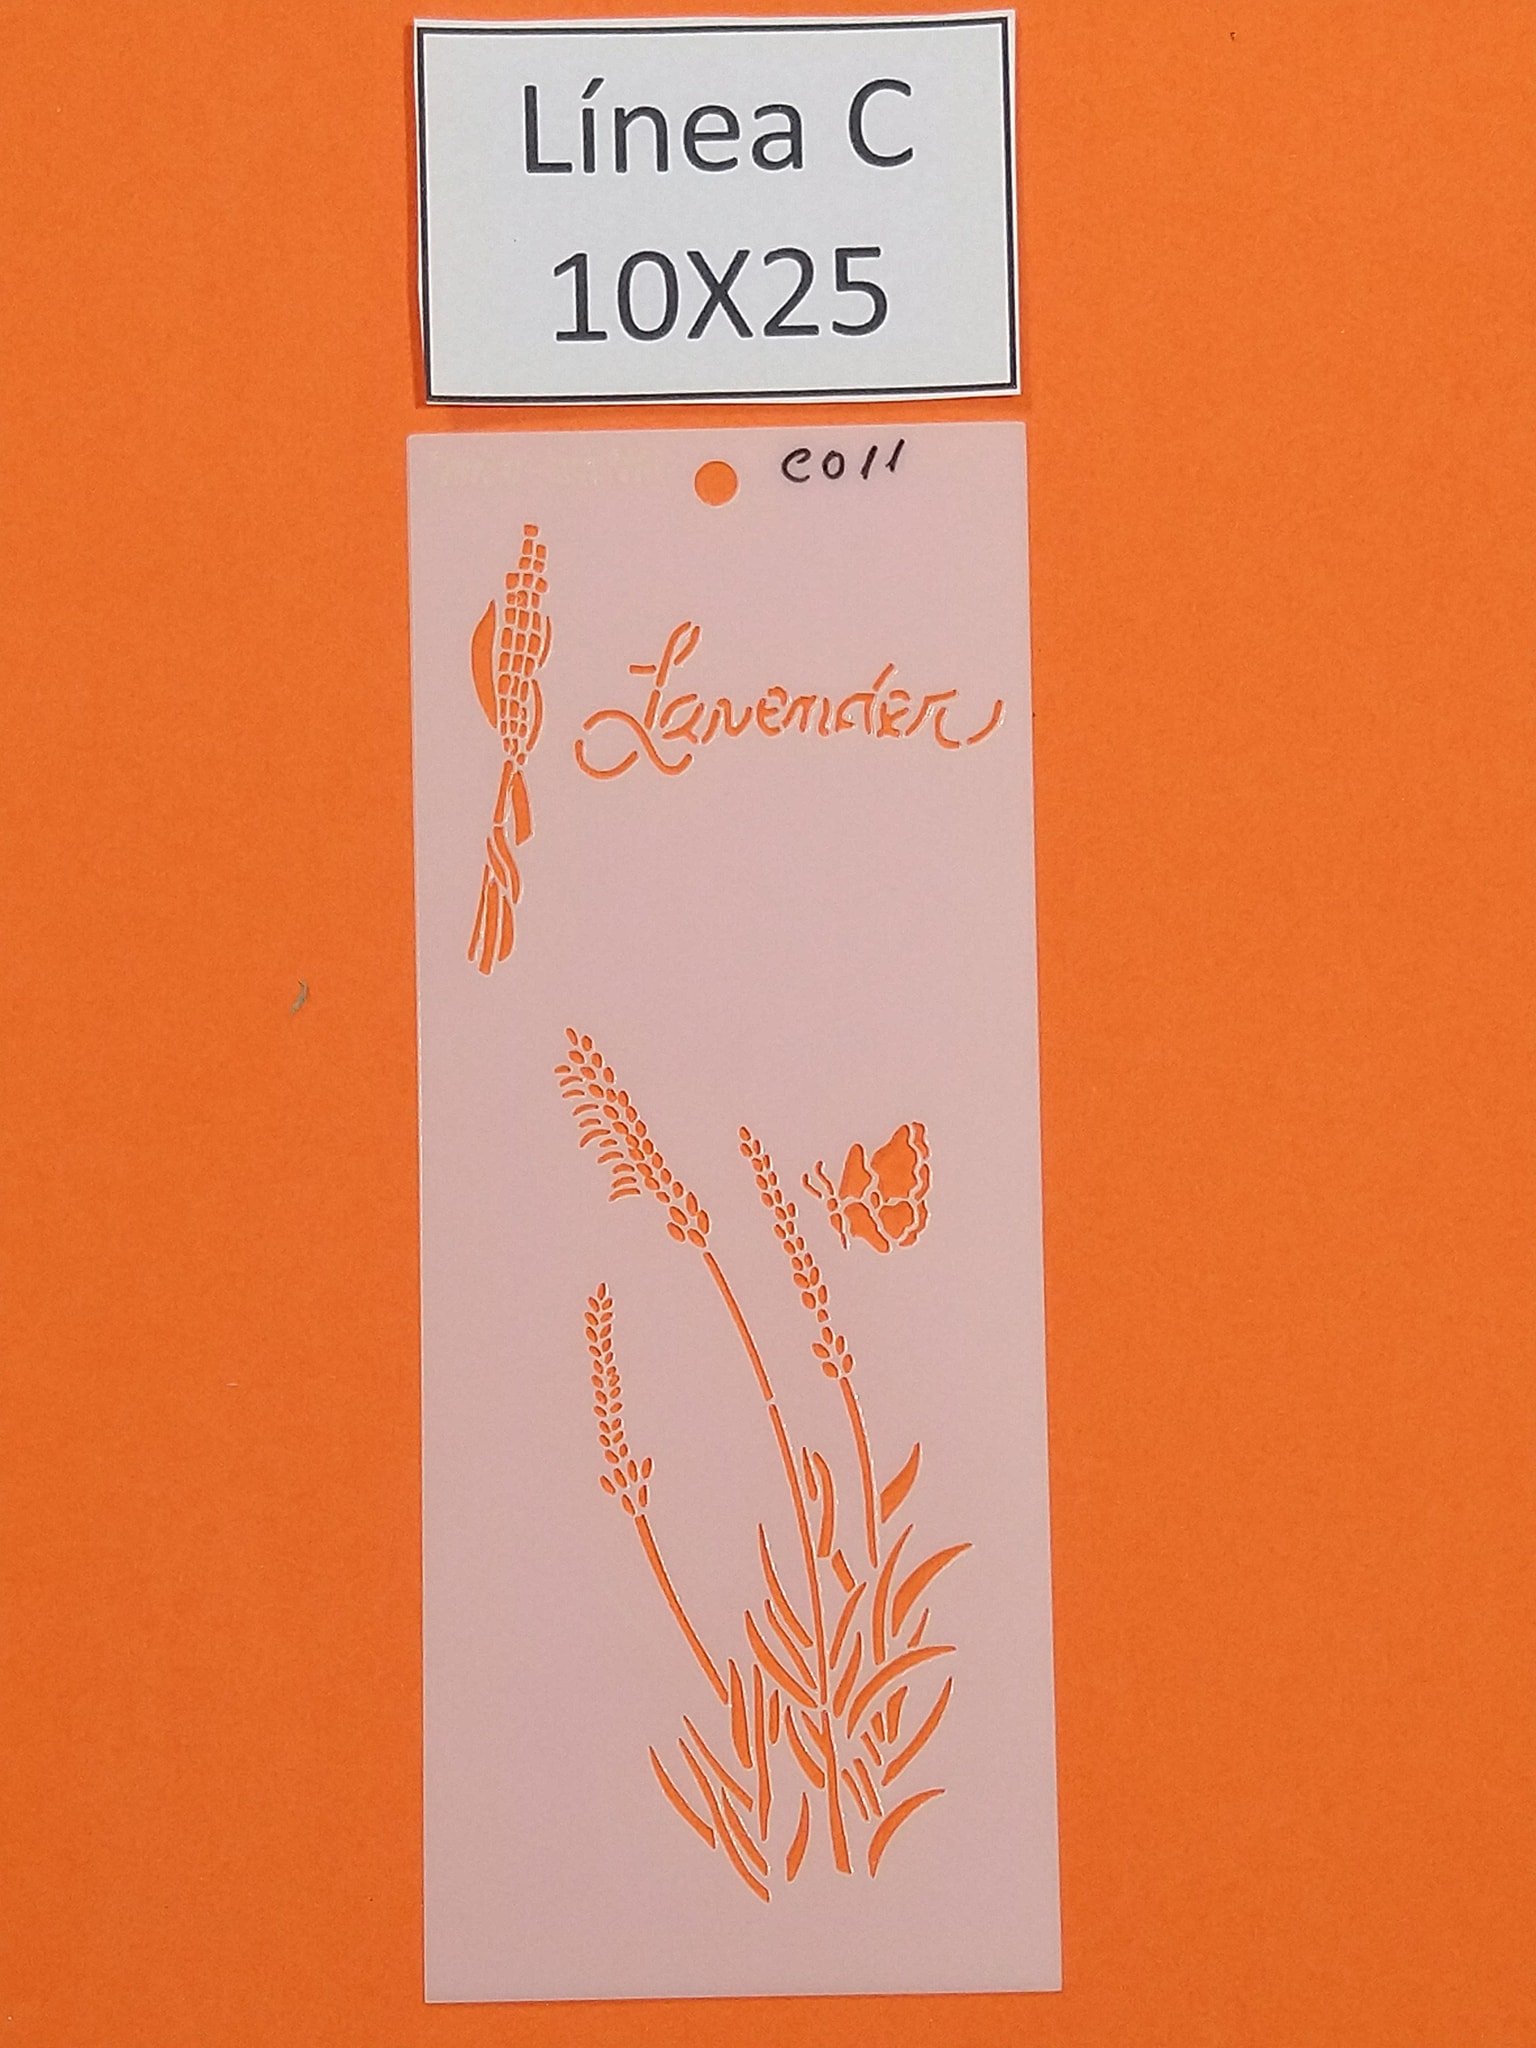 Línea C
10X25
C011
Lavender